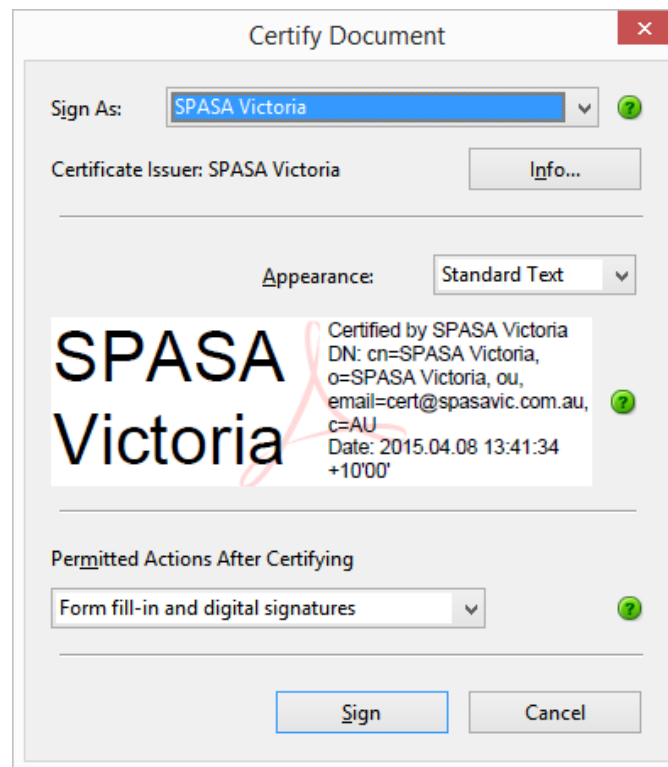 Certify Document
Sign As: SPASA Victoria
Certificate Issuer: SPASA Victoria Info...
Appearance: Standard Text
SPASA
Victoria
Certified by SPASA Victoria
DN: cn=SPASA Victoria,
o=SPASA Victoria, ou,
email=cert@spasavic.com.au,
c=AU
Date: 2015.04.08 13:41:34
+10'00'
Permitted Actions After Certifying
Form fill-in and digital signatures
Sign Cancel